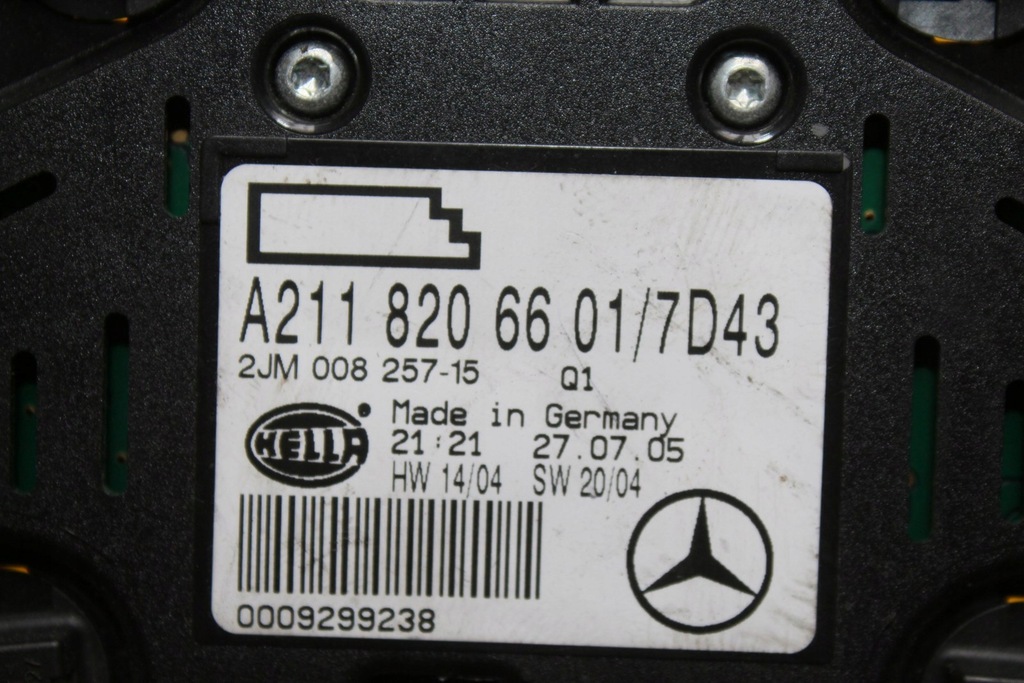 A211 820 66 01/7D43
2JM 008 257-15 Q1
HELLA®
Made in Germany
21:21 27.07.05
HW 14/04 SW 20/04
0009299238